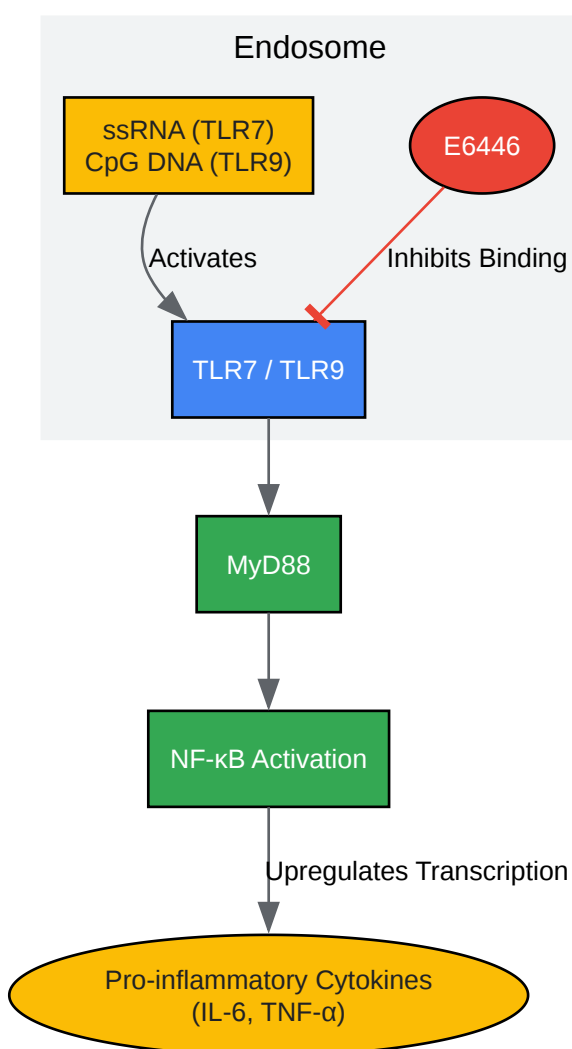 Endosome
ssRNA (TLR7)
CpG DNA (TLR9)
E6446
Activates
Inhibits Binding
TLR7 / TLR9
MyD88
NF-κB Activation
Upregulates Transcription
Pro-inflammatory Cytokines
(IL-6, TNF-α)